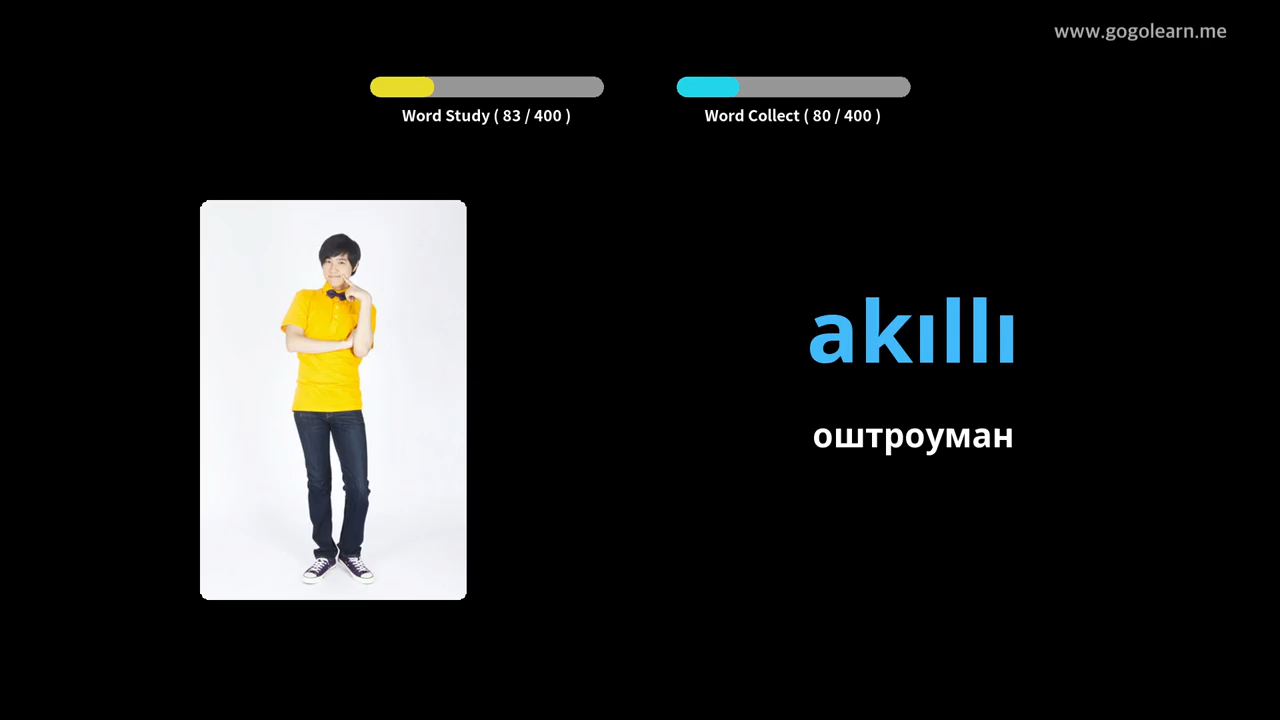 www.gogolearn.me
Word Study ( 83 / 400 )
Word Collect ( 80 / 400 )
akıllı
оштроуман